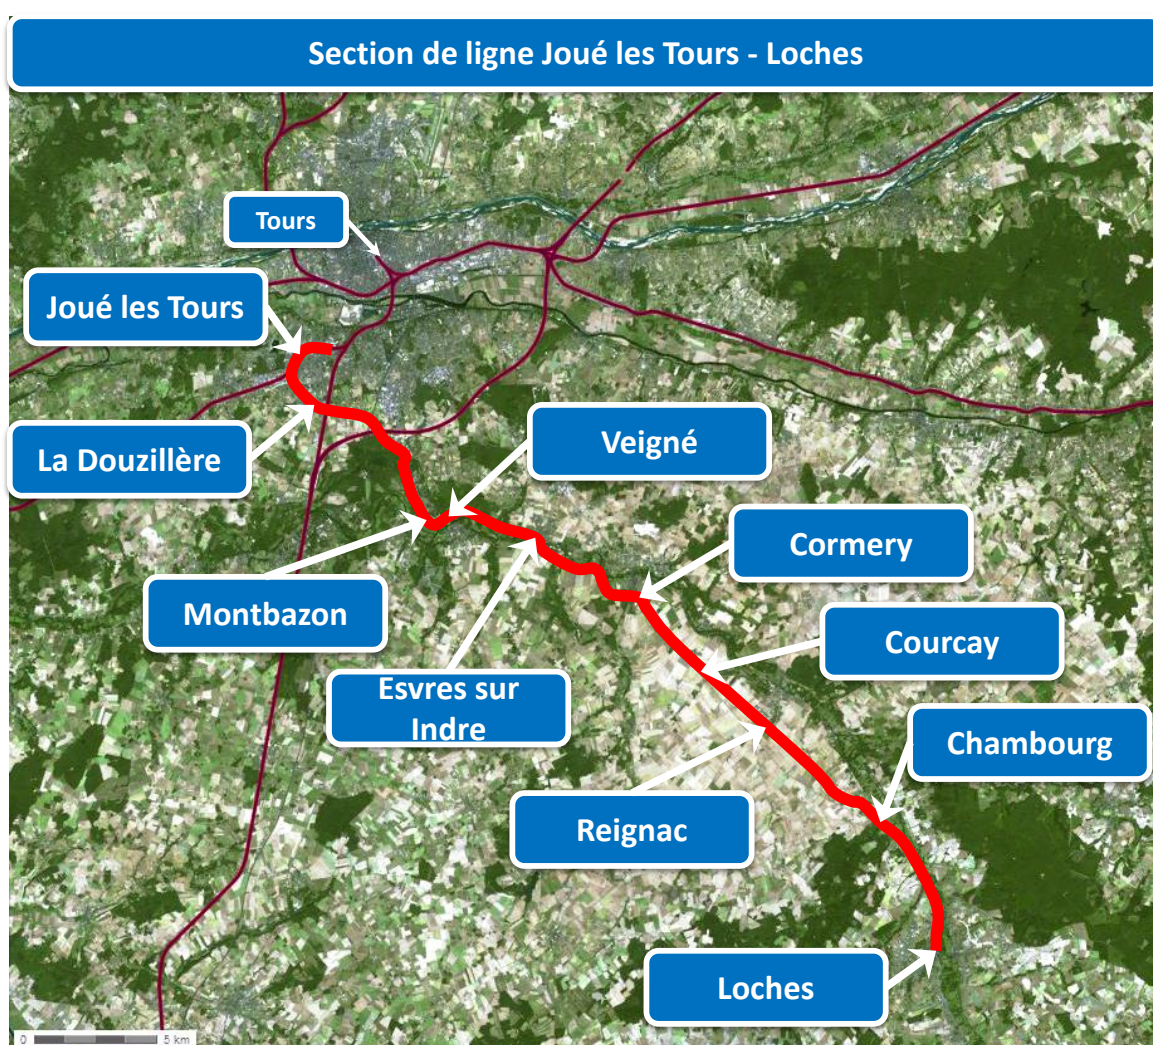 Section de ligne Joué les Tours - Loches
Tours
Joué les Tours
La Douzillère
Veigné
Cormery
Montbazon
Courcay
Esvres sur
Indre
Chambourg
Reignac
Loches
0 5 km